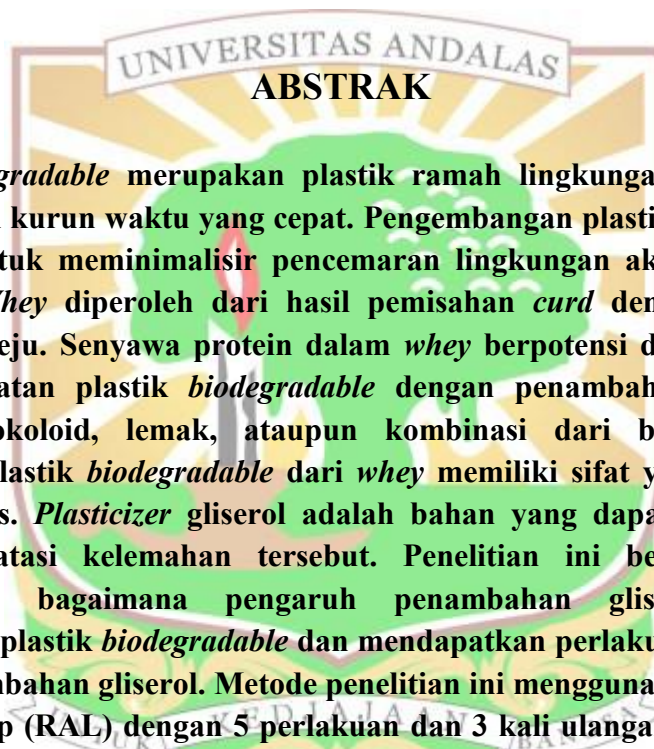 UNIVERSITAS ANDALAS
ABSTRAK
gradable merupakan plastik ramah lingkunga
kurun waktu yang cepat. Pengembangan plasti
tuk meminimalisir pencemaran lingkungan ak
hey diperoleh dari hasil pemisahan curd den
eju. Senyawa protein dalam whey berpotensi d
atan plastik biodegradable dengan penambah
okoloid, lemak, ataupun kombinasi dari b
lastik biodegradable dari whey memiliki sifat y
s. Plasticizer gliserol adalah bahan yang dapa
atasi kelemahan tersebut. Penelitian ini be
bagaimana pengaruh penambahan glis
plastik biodegradable dan mendapatkan perlaku
nbahan gliserol. Metode penelitian ini mengguna
p (RAL) dengan 5 perlakuan dan 3 kali ulanga